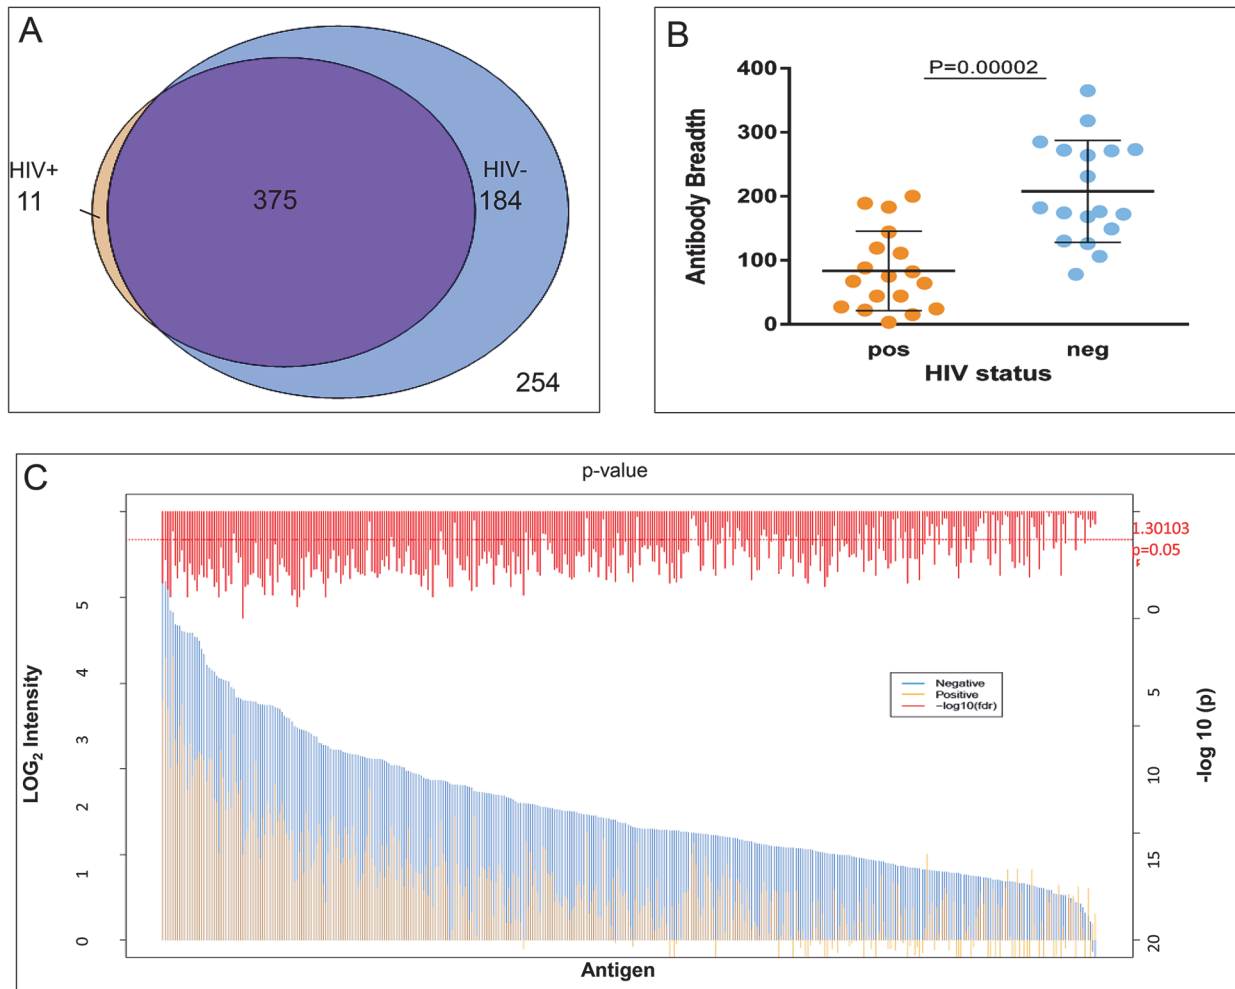 A
HIV+
11
375
HIV-
184
254
B
P=0.00002
400
300
200
100
0
Antibody Breadth
pos
neg
HIV status
C
p-value
1.30103
p=0.05
5
4
3
2
1
0
LOG2 Intensity
0
5
10
15
20
-log 10 (p)
Negative
Positive
−log10(fdr)
Antigen